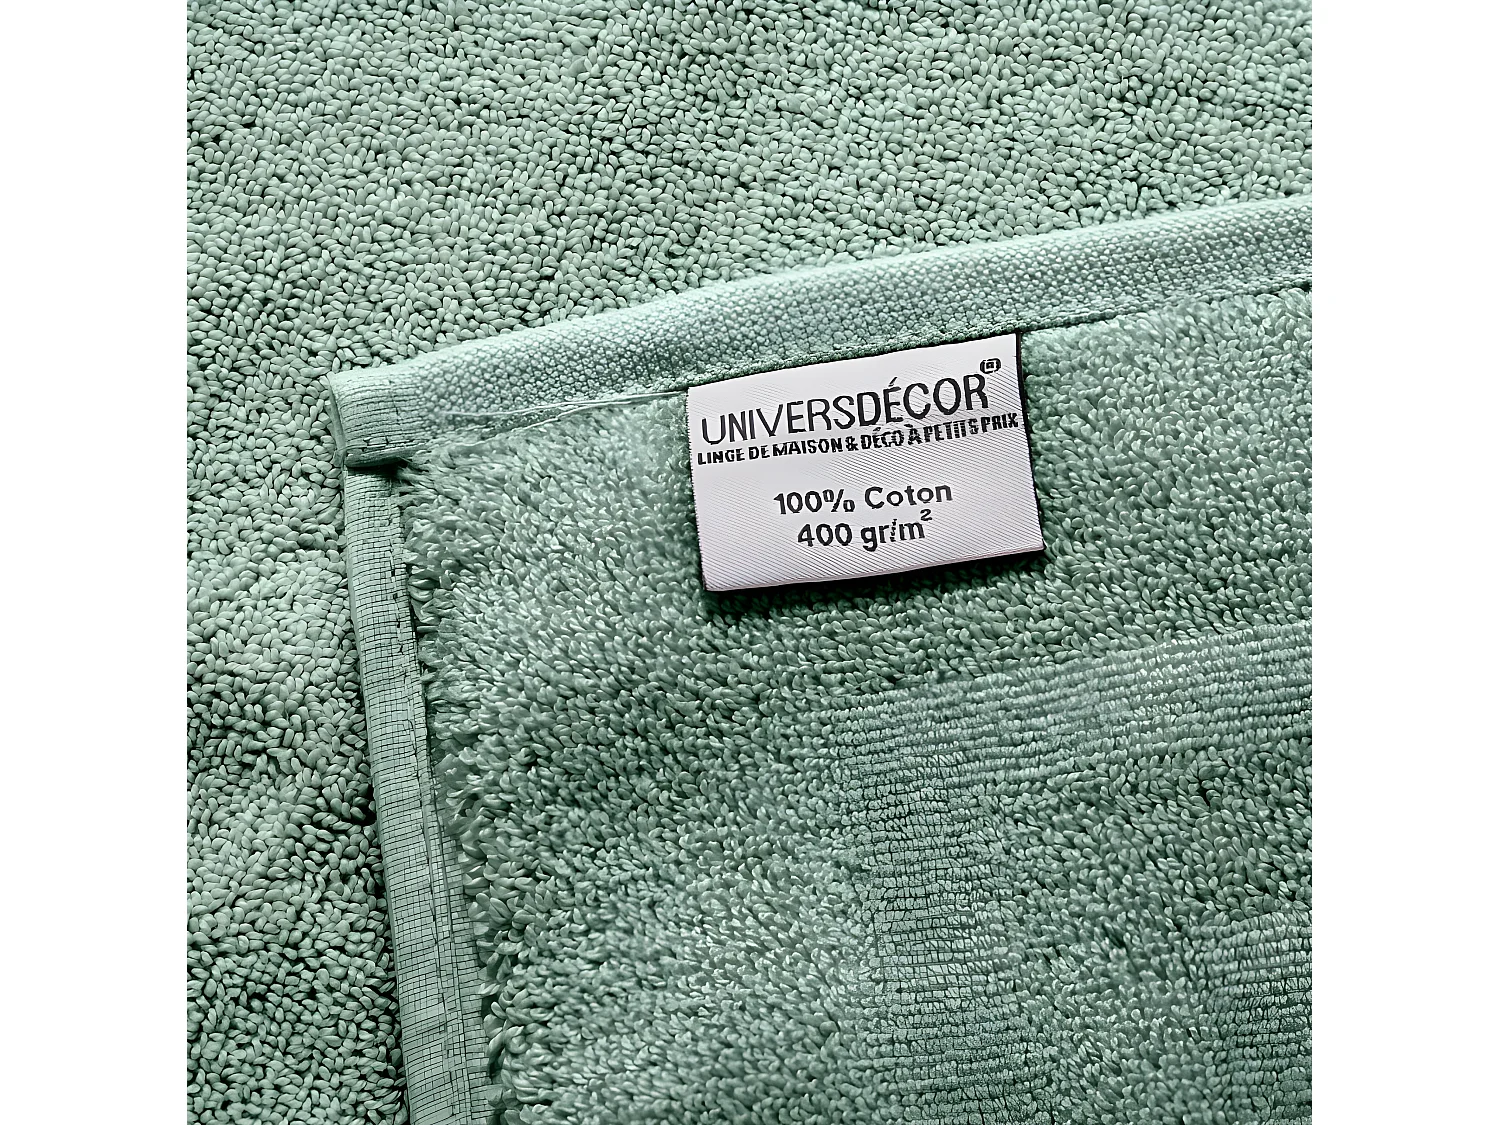 UNIVERSDÉCOR®
LINGE DE MAISON & DÉCO À PETITS PRIX
100% Coton
400 gr/m²